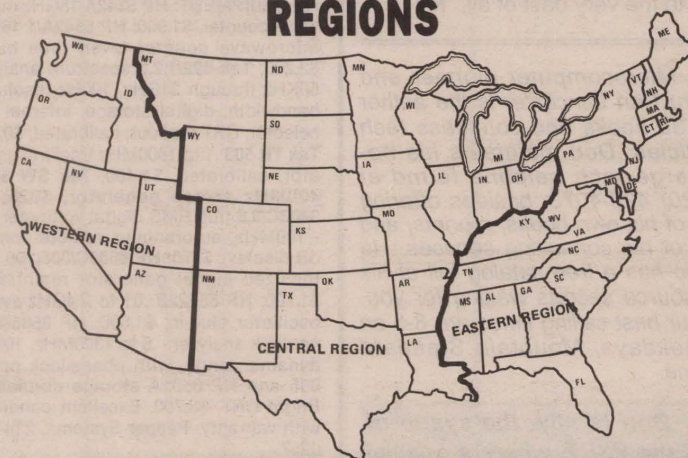 REGIONS
WA
MT
ND
MN
ME
OR
ID
SD
WI
NY
VT
NH
MA
CT
RI
WY
MI
PA
NJ
CA
NV
UT
NE
IA
IL
IN
OH
MD
DE
CO
KS
MO
KY
WV
VA
WESTERN REGION
AZ
NM
OK
AR
TN
NC
SC
TX
MS
GA
LA
EASTERN REGION
CENTRAL REGION
FL